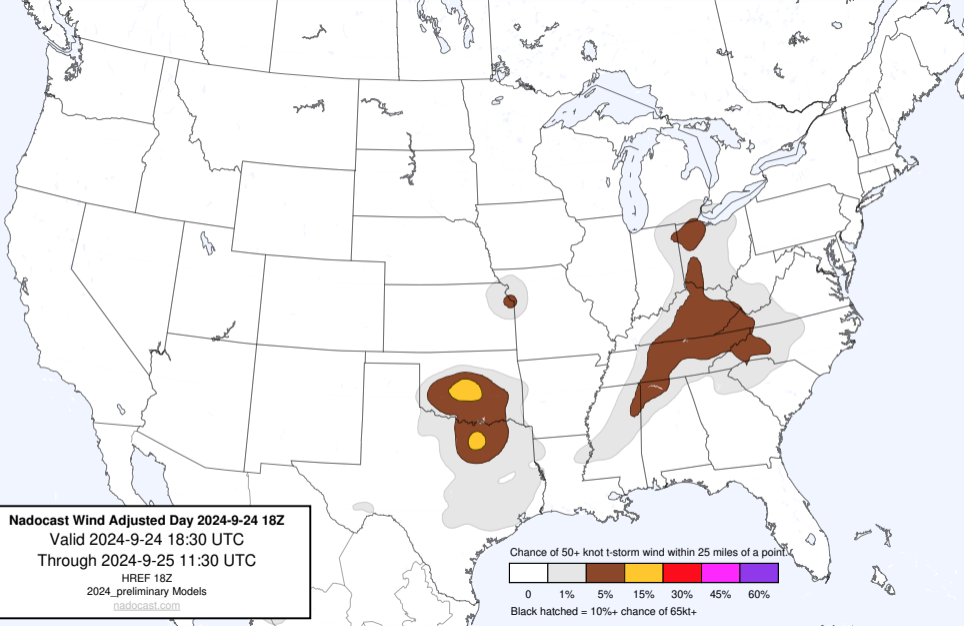 Nadocast Wind Adjusted Day 2024-9-24 18Z
Valid 2024-9-24 18:30 UTC
Through 2024-9-25 11:30 UTC
HREF 18Z
2024_preliminary Models
nadocast.com
Chance of 50+ knot t-storm wind within 25 miles of a point.
0 1% 5% 15% 30% 45% 60%
Black hatched = 10%+ chance of 65kt+